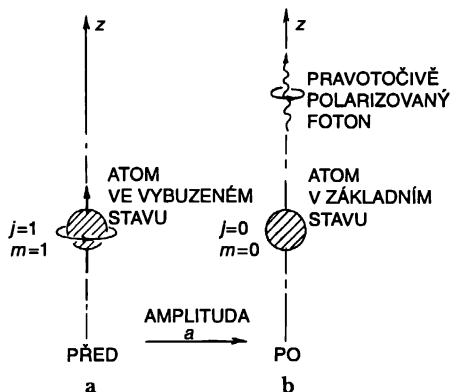 z
ATOM
VE VYBUZENÉM
STAVU
j=1
m=1
PŘED
a
AMPLITUDA
a
z
PRAVOTOČIVĚ
POLARIZOVANÝ
FOTON
ATOM
V ZÁKLADNÍM
STAVU
j=0
m=0
PO
b